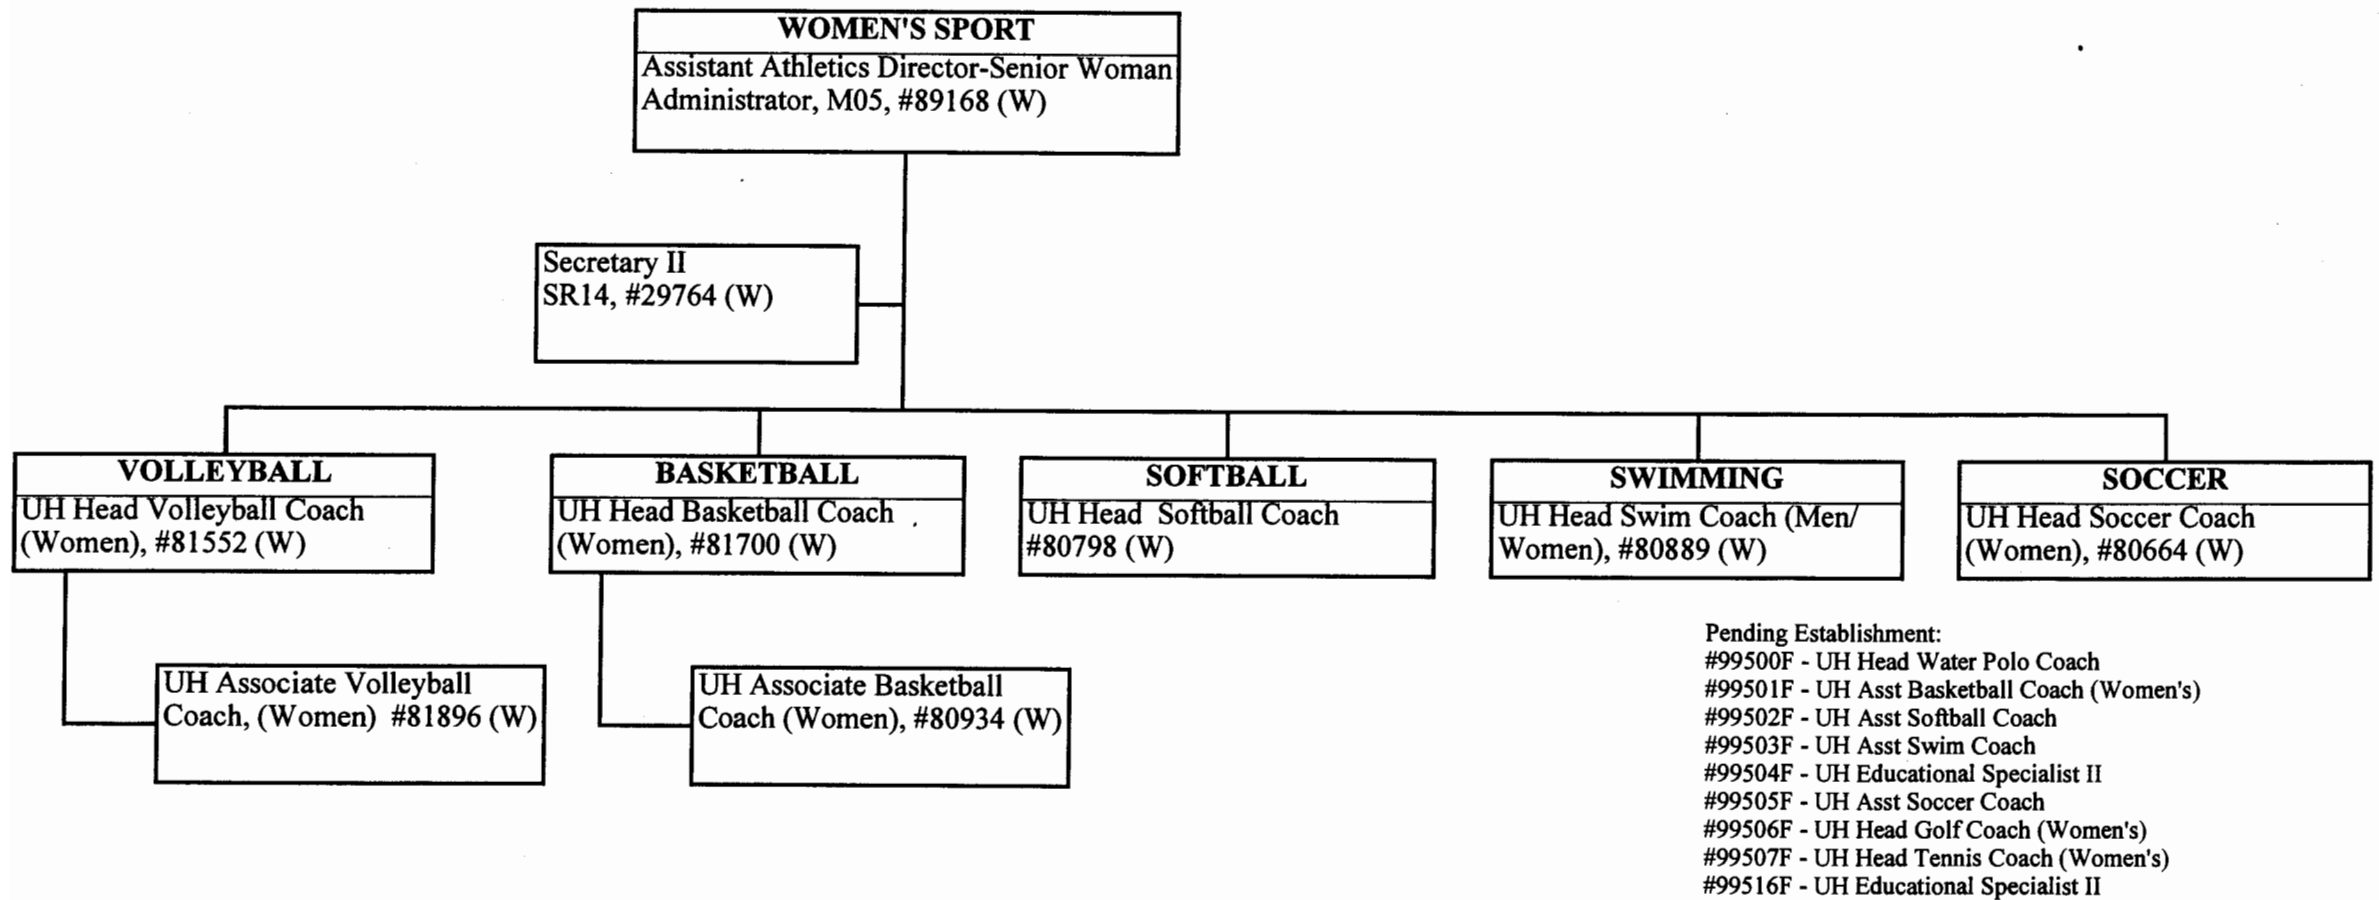 WOMEN'S SPORT
Assistant Athletics Director-Senior Woman
Administrator, M05, #89168 (W)
Secretary II
SR14, #29764 (W)
VOLLEYBALL
UH Head Volleyball Coach
(Women), #81552 (W)
BASKETBALL
UH Head Basketball Coach
(Women), #81700 (W)
SOFTBALL
UH Head Softball Coach
#80798 (W)
SWIMMING
UH Head Swim Coach (Men/
Women), #80889 (W)
SOCCER
UH Head Soccer Coach
(Women), #80664 (W)
UH Associate Volleyball
Coach, (Women) #81896 (W)
UH Associate Basketball
Coach (Women), #80934 (W)
Pending Establishment:
#99500F - UH Head Water Polo Coach
#99501F - UH Asst Basketball Coach (Women's)
#99502F - UH Asst Softball Coach
#99503F - UH Asst Swim Coach
#99504F - UH Educational Specialist II
#99505F - UH Asst Soccer Coach
#99506F - UH Head Golf Coach (Women's)
#99507F - UH Head Tennis Coach (Women's)
#99516F - UH Educational Specialist II